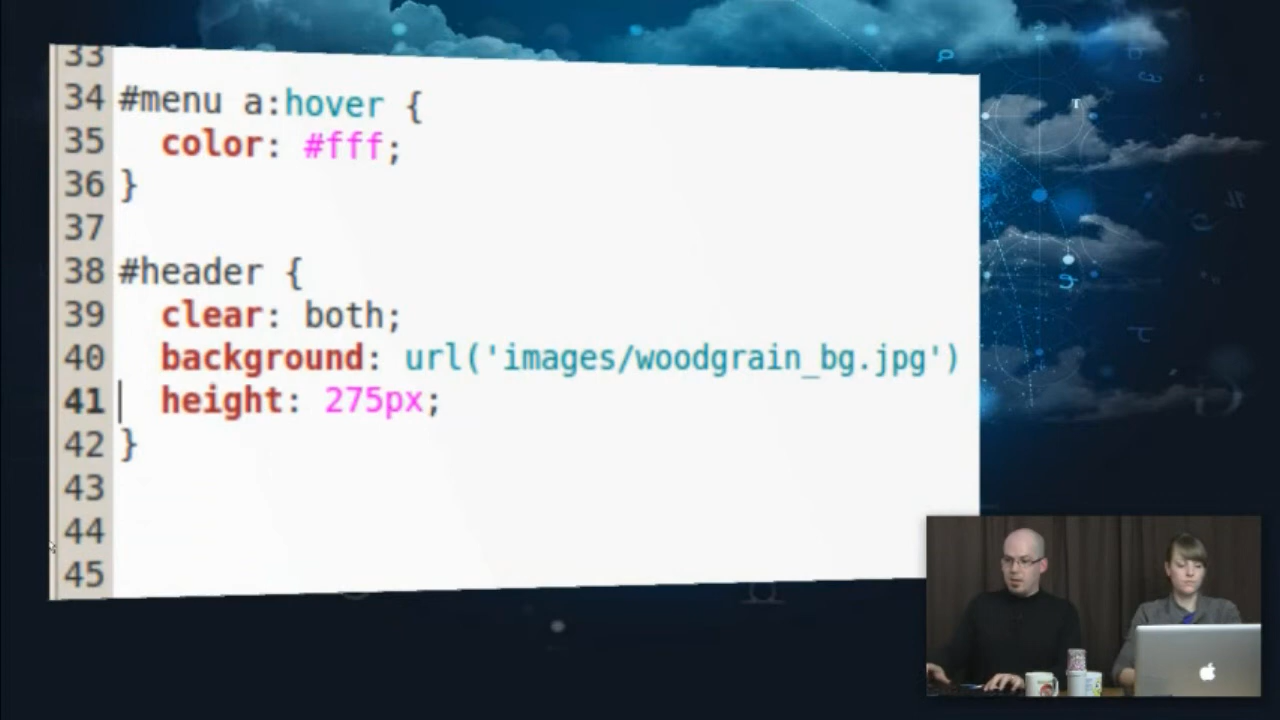 33
34 #menu a:hover {
35   color: #fff;
36 }
37
38 #header {
39   clear: both;
40   background: url('images/woodgrain_bg.jpg')
41   height: 275px;
42 }
43
44
45